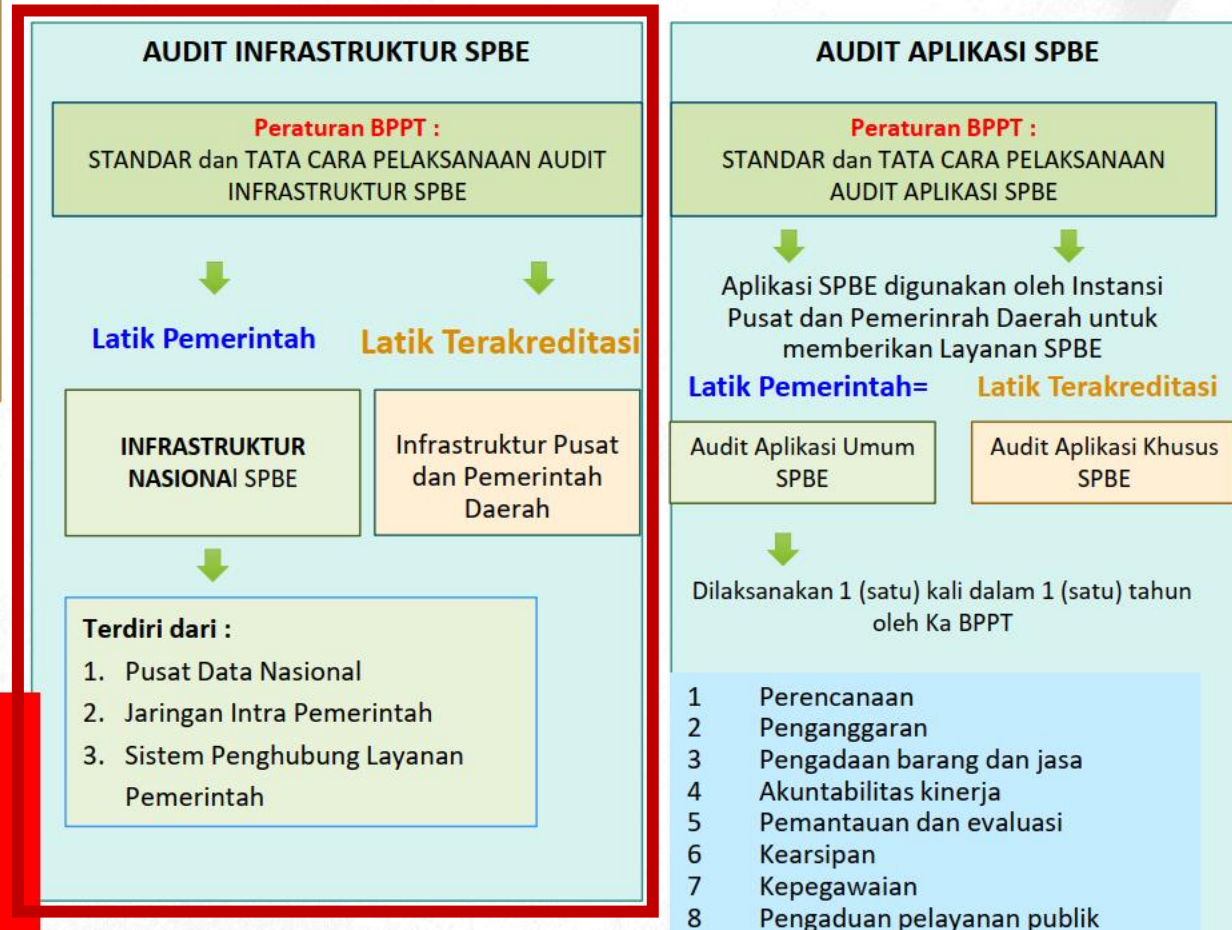 AUDIT INFRASTRUKTUR SPBE
Peraturan BPPT :
STANDAR dan TATA CARA PELAKSANAAN AUDIT
INFRASTRUKTUR SPBE
Latik Pemerintah
Latik Terakreditasi
INFRASTRUKTUR
NASIONAl SPBE
Infrastruktur Pusat
dan Pemerintah
Daerah
Terdiri dari :
1. Pusat Data Nasional
2. Jaringan Intra Pemerintah
3. Sistem Penghubung Layanan
Pemerintah
AUDIT APLIKASI SPBE
Peraturan BPPT :
STANDAR dan TATA CARA PELAKSANAAN
AUDIT APLIKASI SPBE
Aplikasi SPBE digunakan oleh Instansi
Pusat dan Pemerinrah Daerah untuk
memberikan Layanan SPBE
Latik Pemerintah=
Latik Terakreditasi
Audit Aplikasi Umum
SPBE
Audit Aplikasi Khusus
SPBE
Dilaksanakan 1 (satu) kali dalam 1 (satu) tahun
oleh Ka BPPT
1 Perencanaan
2 Penganggaran
3 Pengadaan barang dan jasa
4 Akuntabilitas kinerja
5 Pemantauan dan evaluasi
6 Kearsipan
7 Kepegawaian
8 Pengaduan pelayanan publik